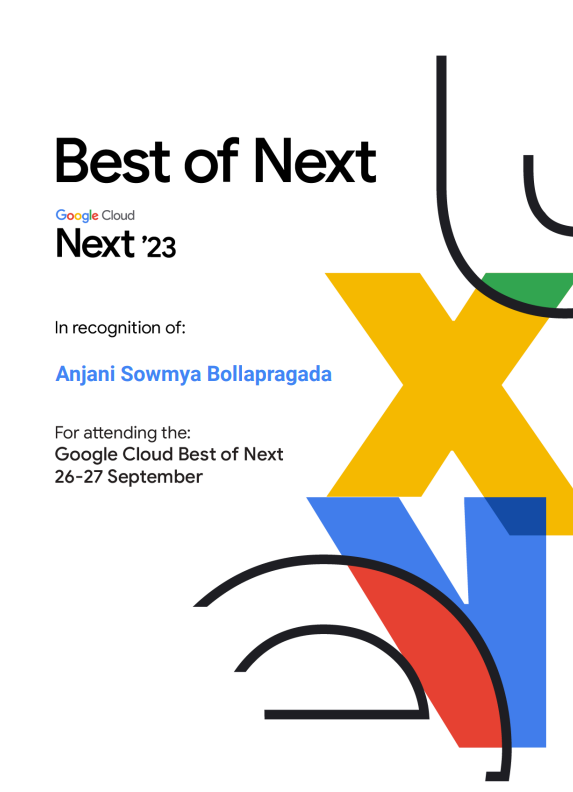 Best of Next
Google Cloud
Next ’23
In recognition of:
Anjani Sowmya Bollapragada
For attending the:
Google Cloud Best of Next
26-27 September